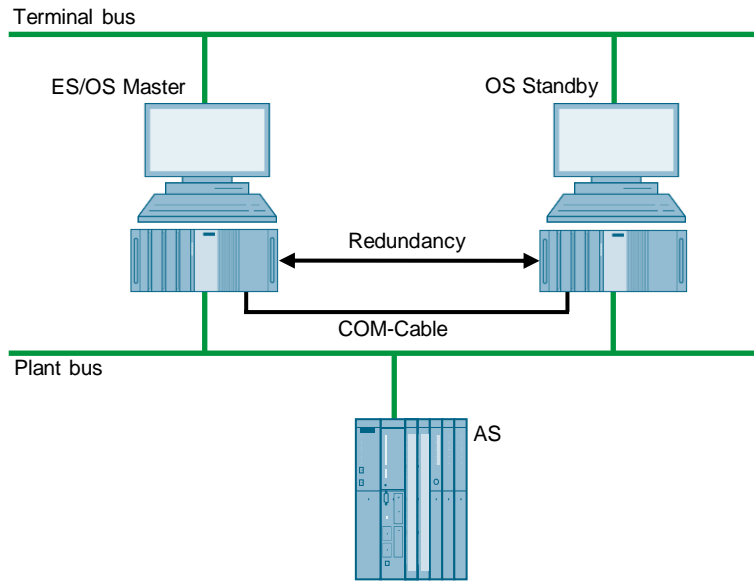 Terminal bus
ES/OS Master
OS Standby
Redundancy
COM-Cable
Plant bus
AS